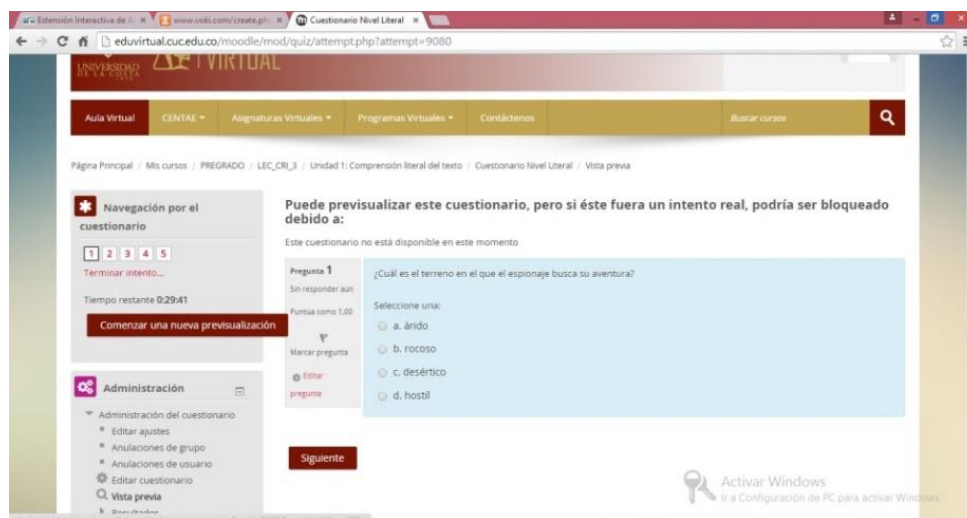 Extensión Interactiva de
www.voki.com/create.ph
Cuestionario Nivel Literal
eduvirtual.cuc.edu.co/moodle/mod/quiz/attempt.php?attempt=9080
UNIVERSIDAD
DE LA COSTA
VIRTUAL
Aula Virtual
CENTAE
Asignaturas Virtuales
Programas Virtuales
Contáctenos
Buscar cursos
Página Principal / Mis cursos / PREGRADO / LEC_CRI_3 / Unidad 1: Comprensión literal del texto / Cuestionario Nivel Literal / Vista previa
Navegación por el
cuestionario
1 2 3 4 5
Terminar intento...
Tiempo restante 0:29:41
Comenzar una nueva previsualización
Administración
Administración del cuestionario
Editar ajustes
Anulaciones de grupo
Anulaciones de usuario
Editar cuestionario
Vista previa
Resultados
Puede previsualizar este cuestionario, pero si éste fuera un intento real, podría ser bloqueado
debido a:
Este cuestionario no está disponible en este momento
Pregunta 1
Sin responder aún
Puntúa como 1,00
Marcar pregunta
Editar
pregunta
¿Cuál es el terreno en el que el espionaje busca su aventura?
Seleccione una:
a. árido
b. rocoso
c. desértico
d. hostil
Siguiente
Activar Windows
Ir a Configuración de PC para activar Windows.